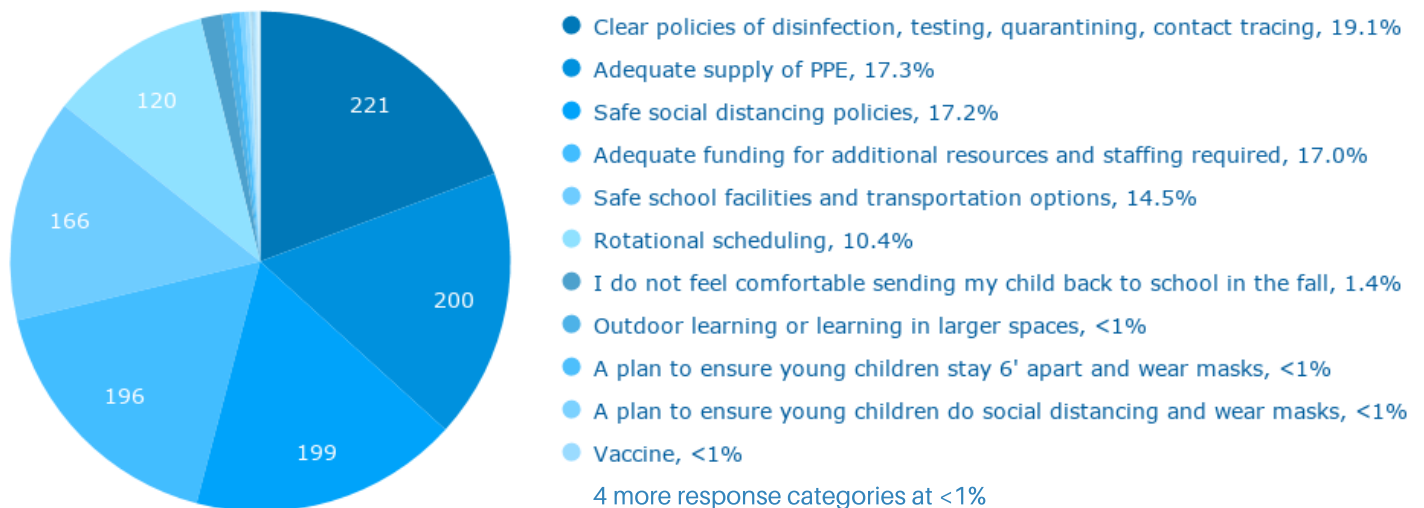 221
200
199
196
166
120
Clear policies of disinfection, testing, quarantining, contact tracing, 19.1%
Adequate supply of PPE, 17.3%
Safe social distancing policies, 17.2%
Adequate funding for additional resources and staffing required, 17.0%
Safe school facilities and transportation options, 14.5%
Rotational scheduling, 10.4%
I do not feel comfortable sending my child back to school in the fall, 1.4%
Outdoor learning or learning in larger spaces, <1%
A plan to ensure young children stay 6' apart and wear masks, <1%
A plan to ensure young children do social distancing and wear masks, <1%
Vaccine, <1%
4 more response categories at <1%